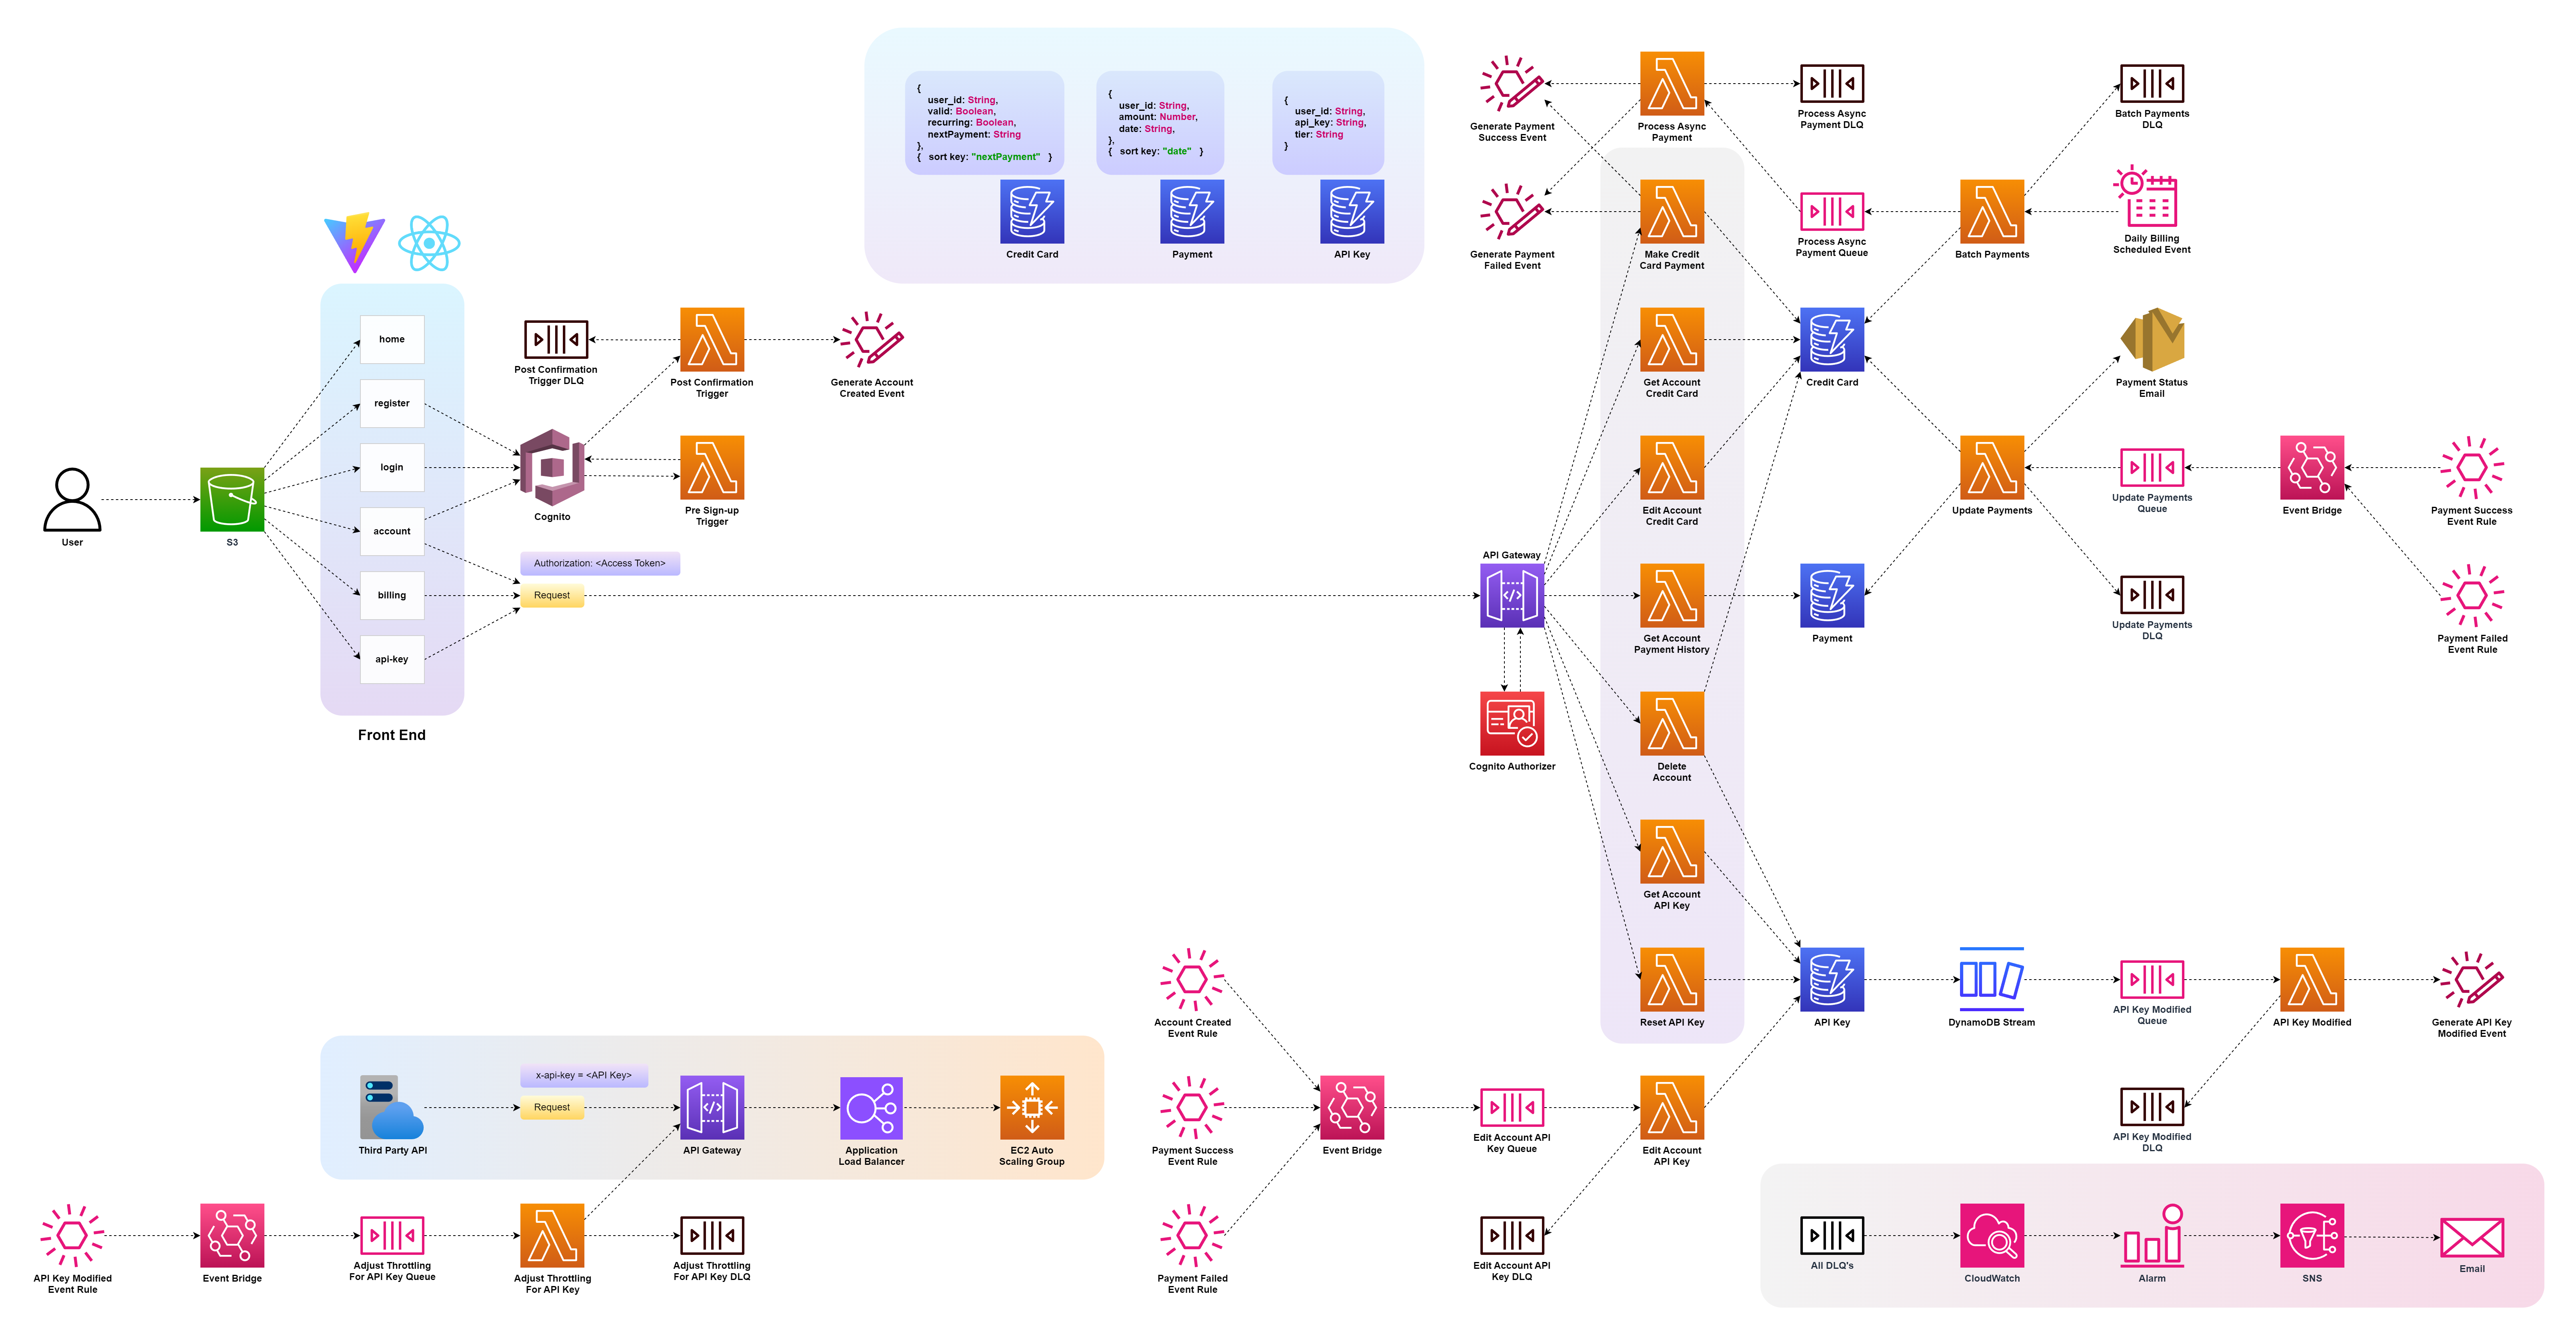 {
user_id: String,
valid: Boolean,
recurring: Boolean,
nextPayment: String
},
{ sort key: "nextPayment" }
Credit Card
{
user_id: String,
amount: Number,
date: String,
},
{ sort key: "date" }
Payment
{
user_id: String,
api_key: String,
tier: String
}
API Key
Generate Payment
Success Event
Process Async
Payment
Process Async
Payment DLQ
Batch Payments
DLQ
Generate Payment
Failed Event
Make Credit
Card Payment
Process Async
Payment Queue
Batch Payments
Daily Billing
Scheduled Event
home
register
login
account
billing
api-key
Front End
User
S3
Post Confirmation
Trigger DLQ
Post Confirmation
Trigger
Generate Account
Created Event
Cognito
Pre Sign-up
Trigger
Authorization: <Access Token>
Request
Get Account
Credit Card
Credit Card
Payment Status
Email
Edit Account
Credit Card
Update Payments
Update Payments
Queue
Event Bridge
Payment Success
Event Rule
API Gateway
Get Account
Payment History
Payment
Update Payments
DLQ
Payment Failed
Event Rule
Cognito Authorizer
Delete
Account
Get Account
API Key
Reset API Key
API Key
DynamoDB Stream
API Key Modified
Queue
API Key Modified
Generate API Key
Modified Event
API Key Modified
DLQ
Account Created
Event Rule
Payment Success
Event Rule
Event Bridge
Edit Account API
Key Queue
Edit Account
API Key
Payment Failed
Event Rule
Edit Account API
Key DLQ
Third Party API
x-api-key = <API Key>
Request
API Gateway
Application
Load Balancer
EC2 Auto
Scaling Group
API Key Modified
Event Rule
Event Bridge
Adjust Throttling
For API Key Queue
Adjust Throttling
For API Key
Adjust Throttling
For API Key DLQ
All DLQ's
CloudWatch
Alarm
SNS
Email